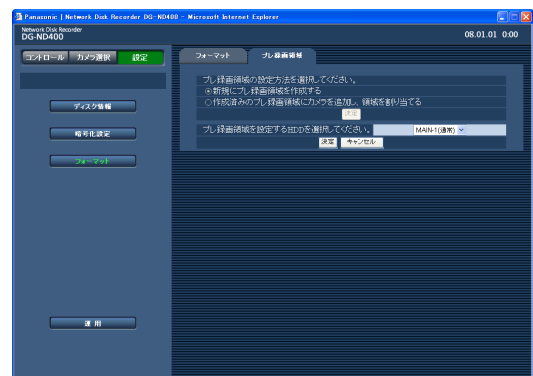 Panasonic | Network Disk Recorder DG-ND400 - Microsoft Internet Explorer
Network Disk Recorder
DG-ND400
08.01.01 0:00
コントロール カメラ選択 設定
フォーマット プレ録画領域
プレ録画領域の設定方法を選択してください。
新規にプレ録画領域を作成する
作成済みのプレ録画領域にカメラを追加し、領域を割り当てる
決定
プレ録画領域を設定するHDDを選択してください。 MAIN-1(通常)
決定 キャンセル
ディスク情報
暗号化設定
フォーマット
運用